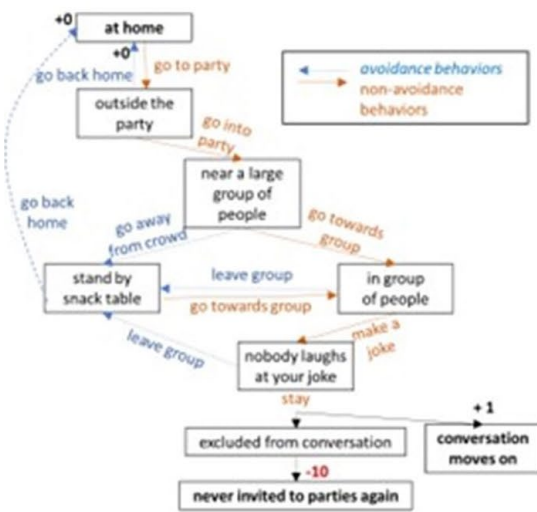 +0
at home
+0
go back home
go to party
avoidance behaviors
non-avoidance
behaviors
outside the
party
go into
party
near a large
group of
people
go back
home
go away
from crowd
go towards
group
stand by
snack table
leave group
go towards group
in group
of people
leave group
make a
joke
nobody laughs
at your joke
stay
+ 1
excluded from conversation
conversation
moves on
-10
never invited to parties again